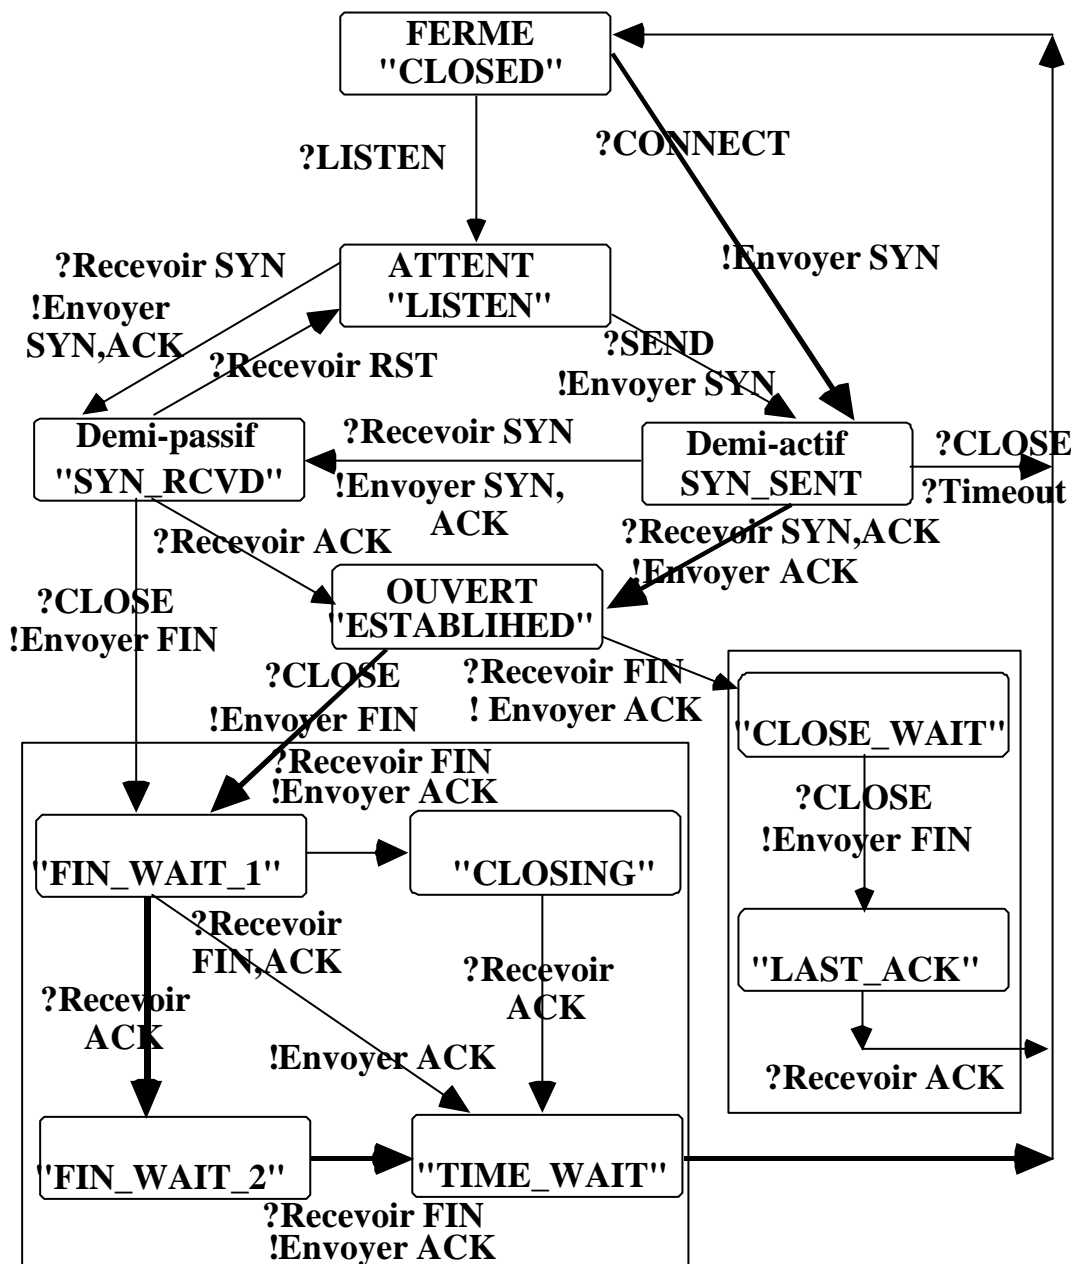 FERME
"CLOSED"
?LISTEN
?CONNECT
?Recevoir SYN
!Envoyer
SYN,ACK
ATTENT
"LISTEN"
!Envoyer SYN
?Recevoir RST
?SEND
!Envoyer SYN
Demi-passif
"SYN_RCVD"
?Recevoir SYN
!Envoyer SYN,
ACK
Demi-actif
SYN_SENT
?CLOSE
?Timeout
?Recevoir ACK
?Recevoir SYN,ACK
!Envoyer ACK
OUVERT
"ESTABLIHED"
?CLOSE
!Envoyer FIN
?CLOSE
!Envoyer FIN
?Recevoir FIN
! Envoyer ACK
"CLOSE_WAIT"
?Recevoir FIN
!Envoyer ACK
?CLOSE
!Envoyer FIN
"FIN_WAIT_1"
"CLOSING"
?Recevoir
FIN,ACK
"LAST_ACK"
?Recevoir
ACK
?Recevoir
ACK
!Envoyer ACK
?Recevoir ACK
"FIN_WAIT_2"
"TIME_WAIT"
?Recevoir FIN
!Envoyer ACK